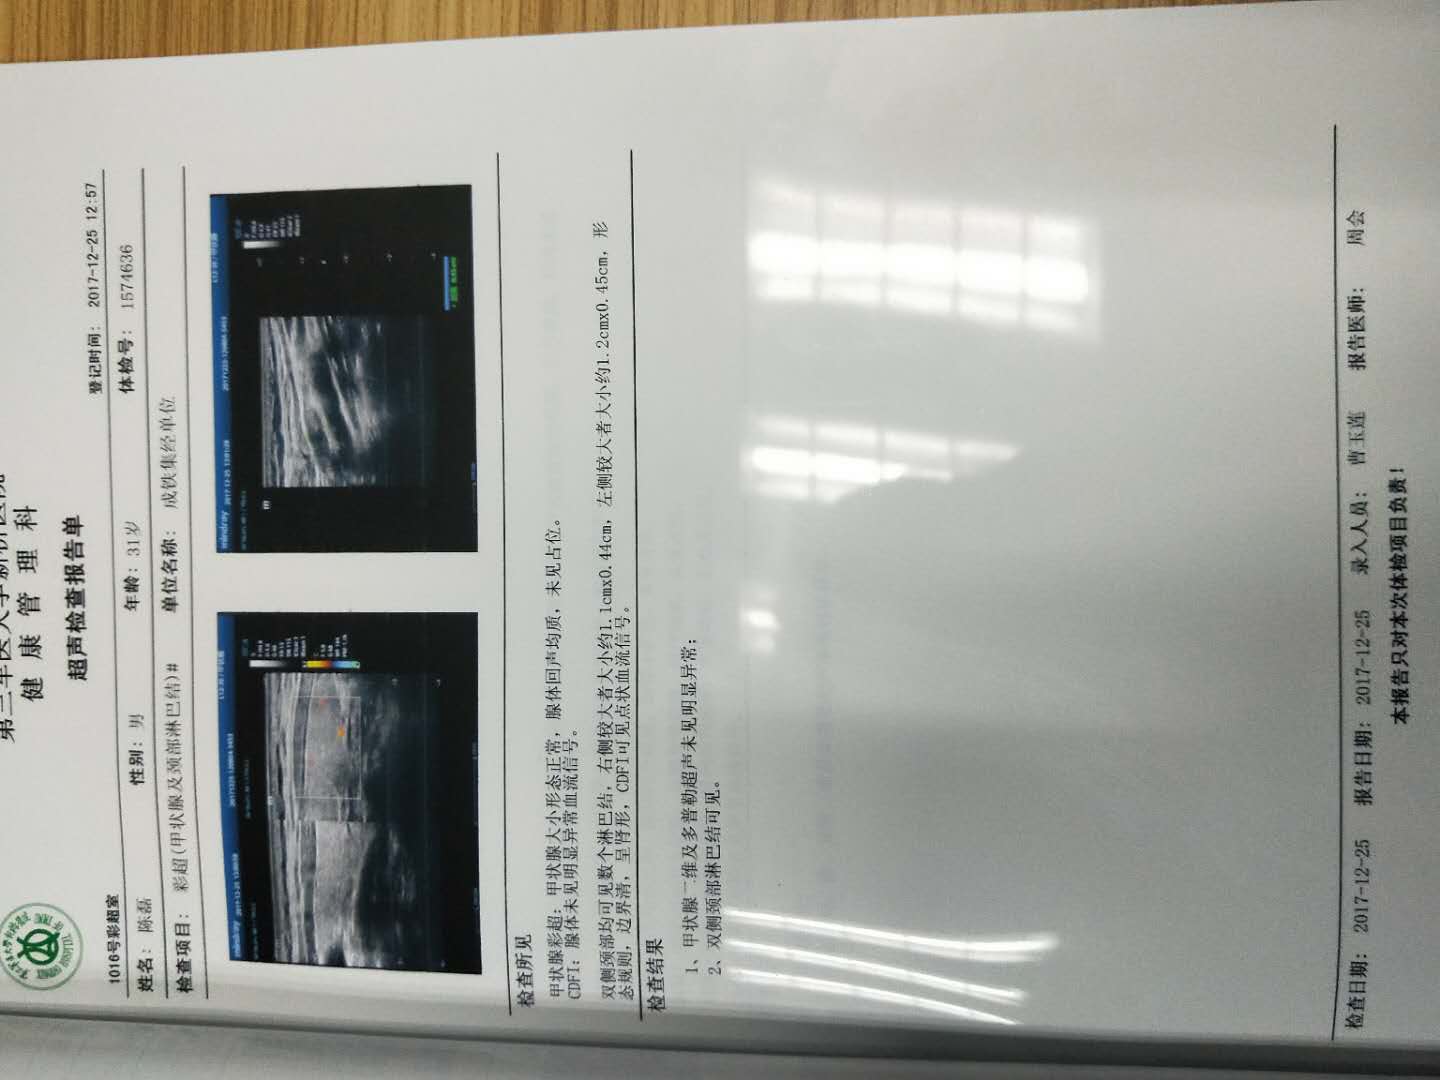 健康管理科
超声检查报告单
1016号彩超室 登记时间: 2017-12-25 12:57
姓名: 陈磊 性别: 男 年龄: 31岁 体检号: 1574636
检查项目: 彩超(甲状腺及颈部淋巴结)# 单位名称: 成铁集经单位
mindray
mindray
检查所见
甲状腺彩超: 甲状腺大小形态正常, 腺体回声均质, 未见占位。
CDFI: 腺体未见明显异常血流信号。
双侧颈部均可见数个淋巴结, 右侧较大者大小约1.1cmx0.44cm, 左侧较大者大小约1.2cmx0.45cm, 形
态规则, 边界清, 呈肾形, CDFI可见点状血流信号。
检查结果
1、甲状腺二维及多普勒超声未见明显异常;
2、双侧颈部淋巴结可见。
检查日期: 2017-12-25 报告日期: 2017-12-25 录入人员: 曹玉莲 报告医师: 周会
本报告只对本次体检项目负责!